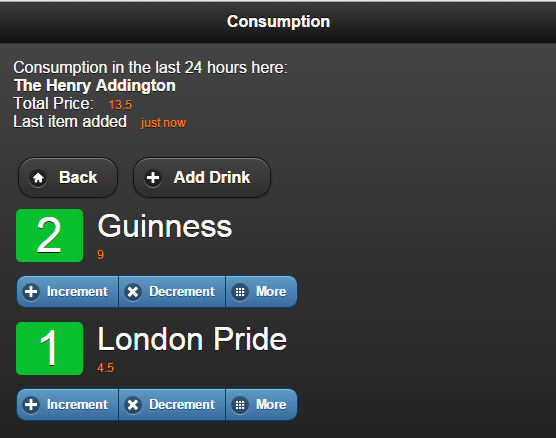 Consumption
Consumption in the last 24 hours here:
The Henry Addington
Total Price: 13.5
Last item added just now
Back Add Drink
2 Guinness
9
Increment Decrement More
1 London Pride
4.5
Increment Decrement More